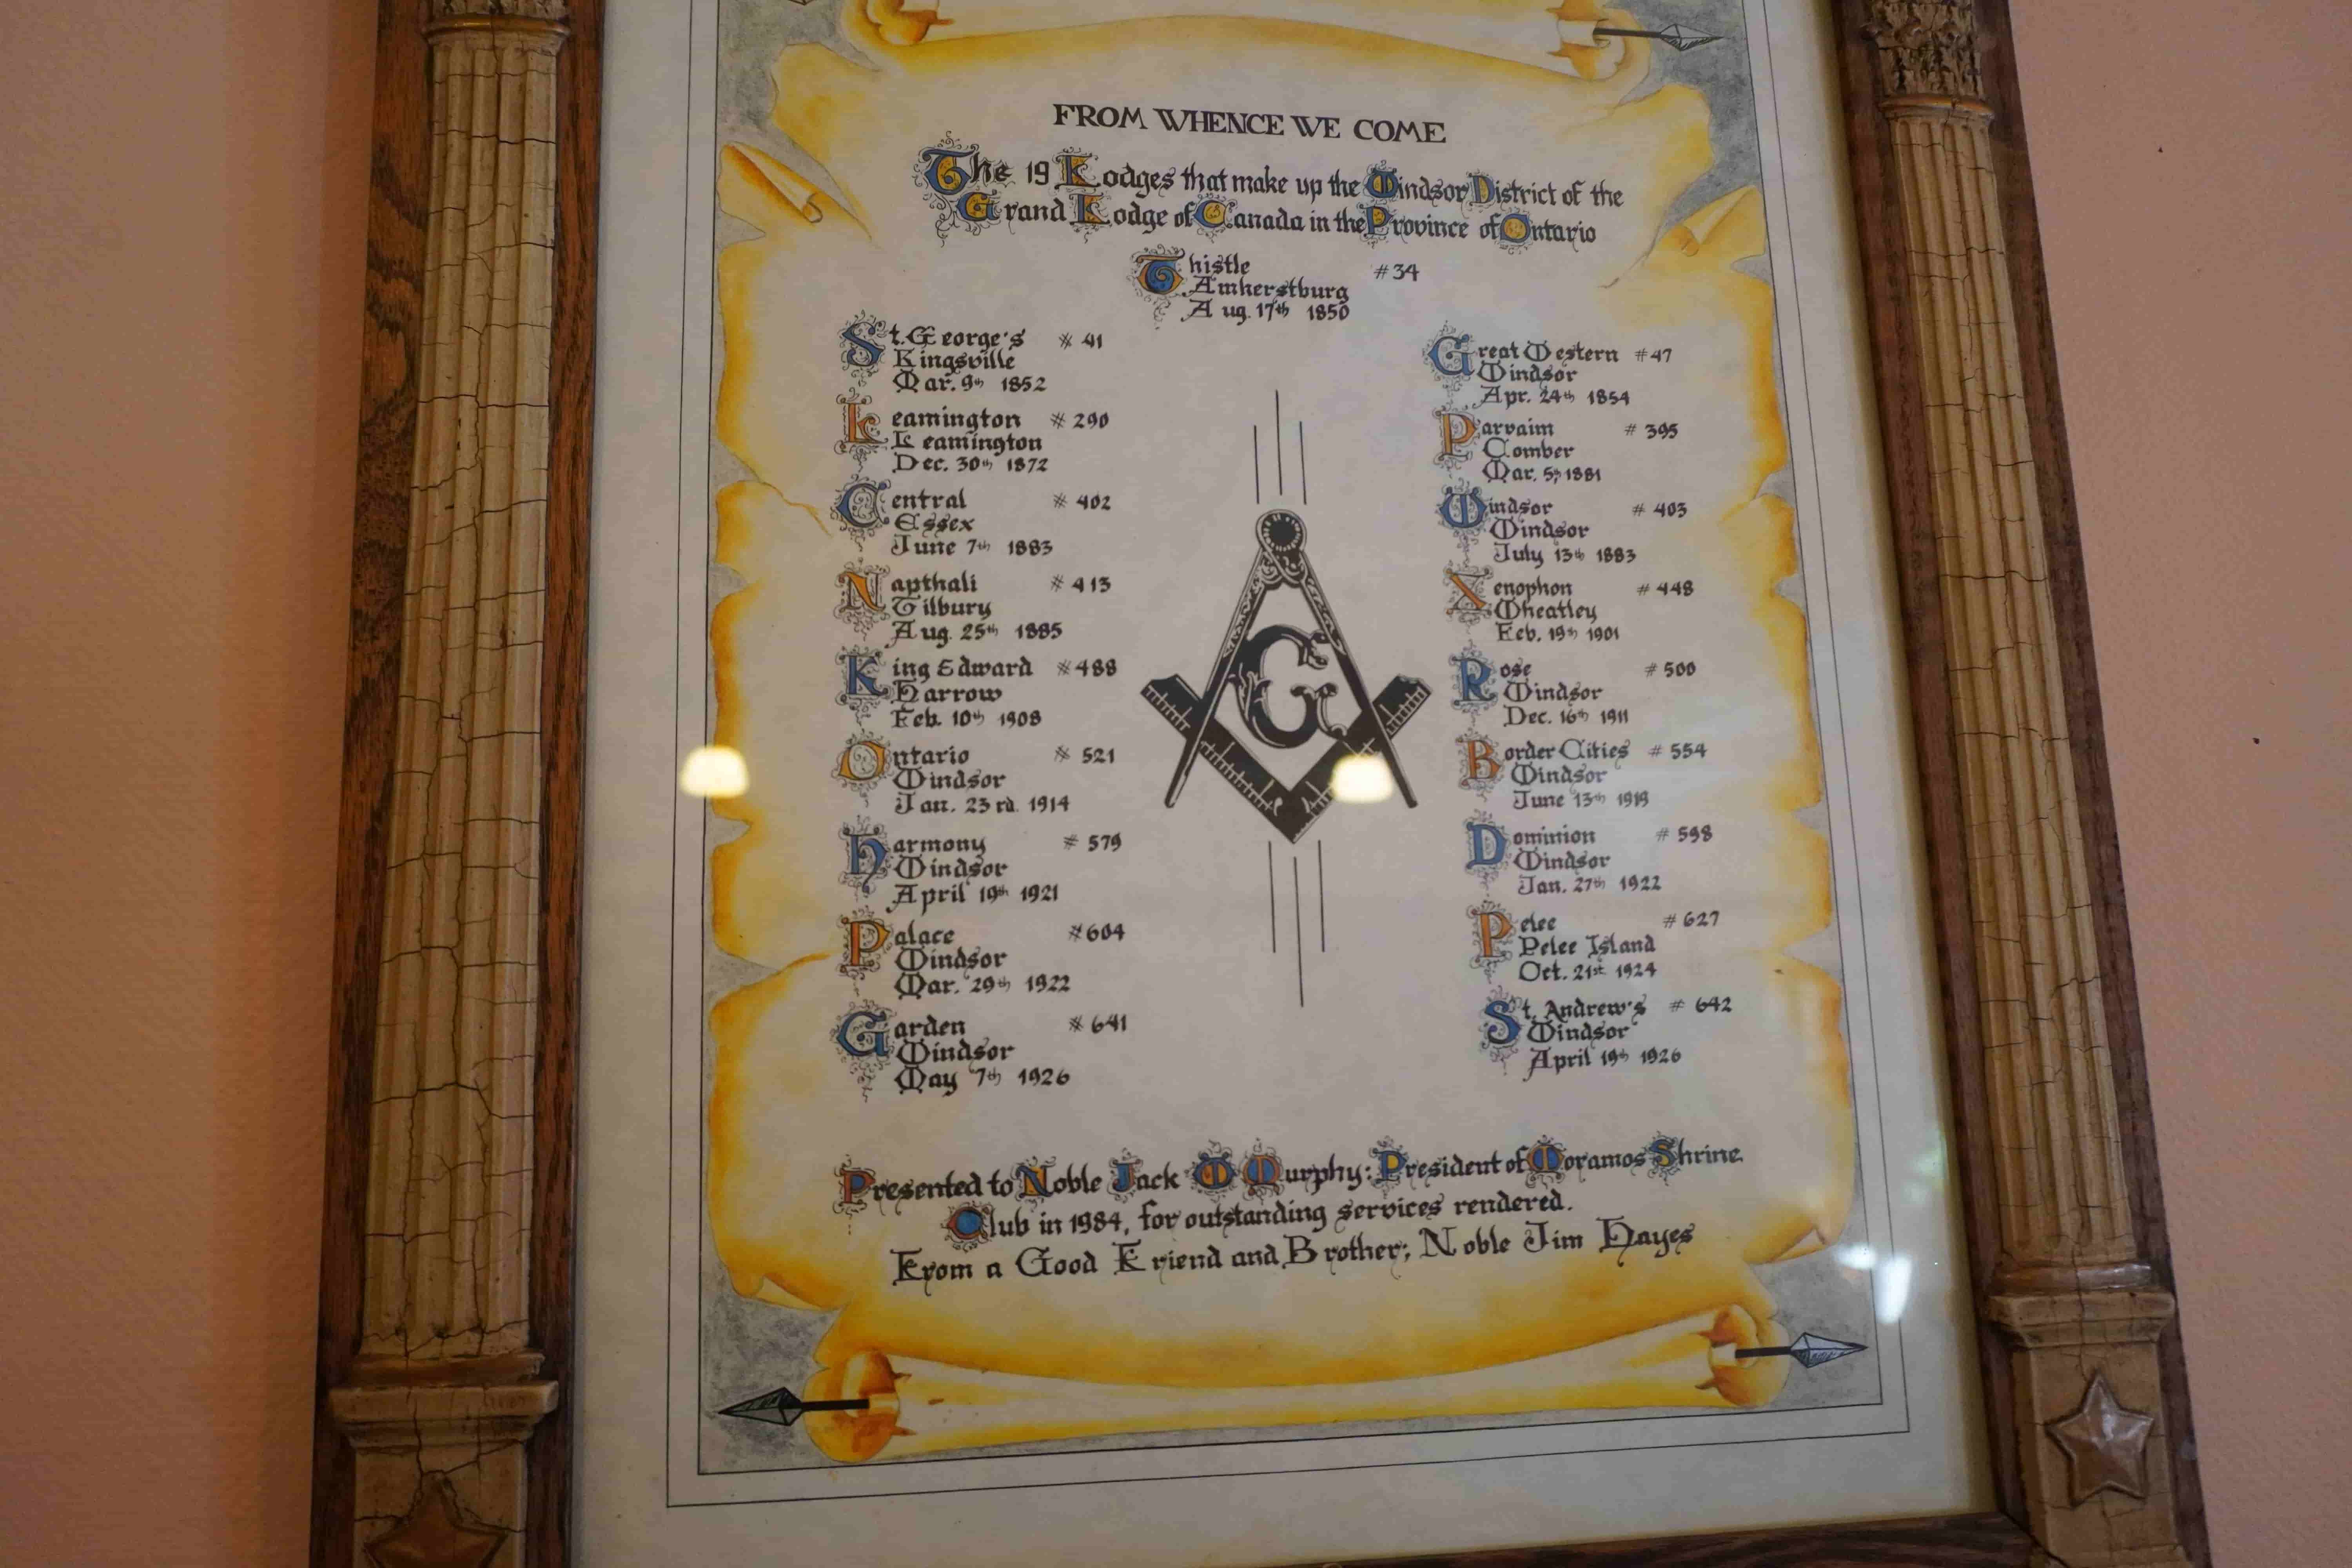 FROM WHENCE WE COME
The 19 Lodges that make up the Windsor District of the
Grand Lodge of Canada in the Province of Ontario
Thistle #34
Amherstburg
Aug. 17th 1850
St. George's # 41
Kingsville
Mar. 9th 1852
Leamington # 290
Leamington
Dec. 30th 1872
Central # 402
Essex
June 7th 1883
Napthali # 413
Tilbury
Aug. 25th 1885
King Edward # 488
Harrow
Feb. 10th 1908
Ontario # 521
Windsor
Jan. 23rd. 1914
Harmony # 579
Windsor
April 19th 1921
Palace #604
Windsor
Mar. 29th 1922
Garden # 641
Windsor
May 7th 1926
Great Western #47
Windsor
Apr. 24th 1854
Parvaim # 395
Comber
Mar. 5th 1881
Windsor # 403
Windsor
July 13th 1883
Xenophon # 448
Wheatley
Feb. 19th 1901
Rose # 500
Windsor
Dec. 16th 1911
Border Cities # 554
Windsor
June 13th 1919
Dominion # 598
Windsor
Jan. 27th 1922
Pelee # 627
Pelee Island
Oct. 21st 1924
St. Andrew's # 642
Windsor
April 19th 1926
G
Presented to Noble Jack W Murphy: President of Moramos Shrine
Club in 1984, for outstanding services rendered.
From a Good Friend and Brother; Noble Jim Hayes